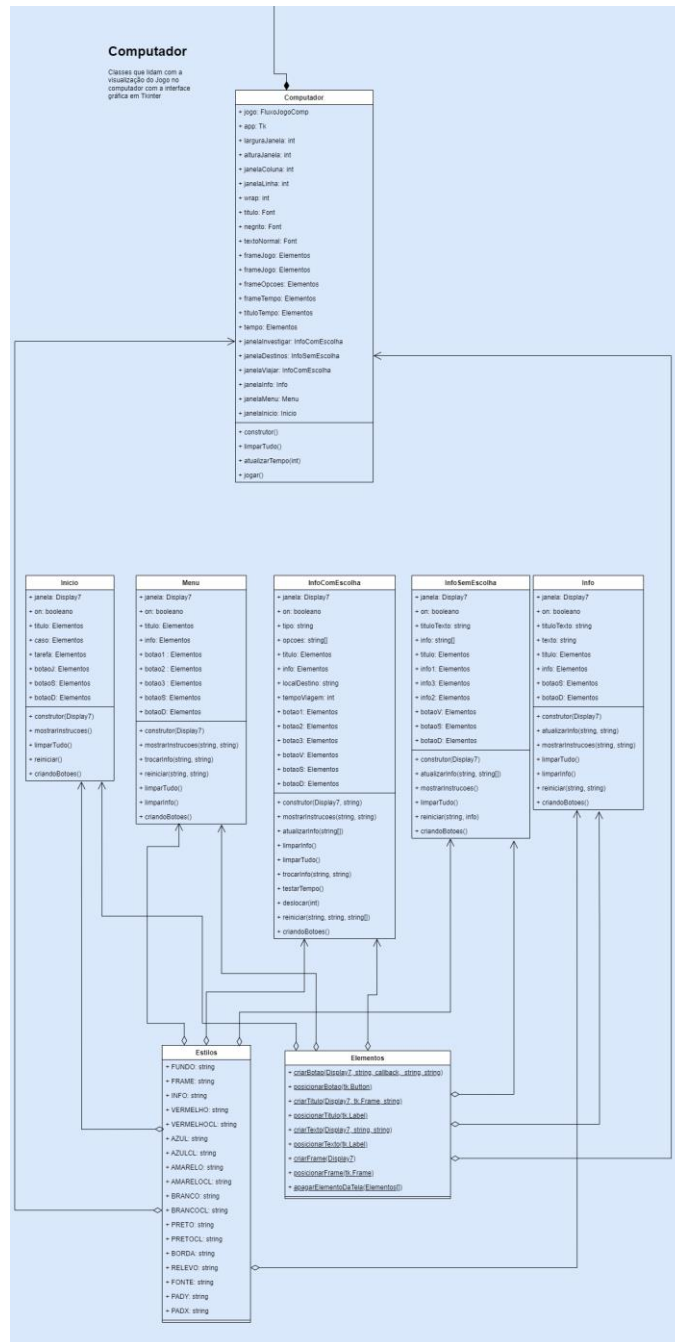 Computador
Classes que lidam com a
visualização do Jogo no
computador com a interface
gráfica em Tkinter
Computador
+ jogo: FluxoJogoComp
+ app: Tk
+ larguraJanela: int
+ alturaJanela: int
+ janelaColuna: int
+ janelaLinha: int
+ wrap: int
+ titulo: Font
+ negrito: Font
+ textoNormal: Font
+ frameJogo: Elementos
+ frameJogo: Elementos
+ frameOpcoes: Elementos
+ frameTempo: Elementos
+ tituloTempo: Elementos
+ tempo: Elementos
+ janelaInvestigar: InfoComEscolha
+ janelaDestinos: InfoSemEscolha
+ janelaViajar: InfoComEscolha
+ janelaInfo: Info
+ janelaMenu: Menu
+ janelaInicio: Inicio
+ construtor()
+ limparTudo()
+ atualizarTempo(int)
+ jogar()
Inicio
+ janela: Display7
+ on: booleano
+ titulo: Elementos
+ caso: Elementos
+ tarefa: Elementos
+ botaoJ: Elementos
+ botaoS: Elementos
+ botaoD: Elementos
+ construtor(Display7)
+ mostrarInstrucoes()
+ limparTudo()
+ reiniciar()
+ criandoBotoes()
Menu
+ janela: Display7
+ on: booleano
+ titulo: Elementos
+ info: Elementos
+ botao1 : Elementos
+ botao2 : Elementos
+ botao3 : Elementos
+ botaoS: Elementos
+ botaoD: Elementos
+ construtor(Display7)
+ mostrarInstrucoes(string, string)
+ trocarInfo(string, string)
+ reiniciar(string, string)
+ limparTudo()
+ limparInfo()
+ criandoBotoes()
InfoComEscolha
+ janela: Display7
+ on: booleano
+ tipo: string
+ opcoes: string[]
+ titulo: Elementos
+ info: Elementos
+ localDestino: string
+ tempoViagem: int
+ botao1: Elementos
+ botao2: Elementos
+ botao3: Elementos
+ botaoV: Elementos
+ botaoS: Elementos
+ botaoD: Elementos
+ construtor(Display7, string)
+ mostrarInstrucoes(string, string)
+ atualizarInfo(string[])
+ limparInfo()
+ limparTudo()
+ trocarInfo(string, string)
+ testarTempo()
+ deslocar(int)
+ reiniciar(string, string, string[])
+ criandoBotoes()
InfoSemEscolha
+ janela: Display7
+ on: booleano
+ tituloTexto: string
+ info: string[]
+ titulo: Elementos
+ info1: Elementos
+ info3: Elementos
+ info2: Elementos
+ botaoV: Elementos
+ botaoS: Elementos
+ botaoD: Elementos
+ construtor(Display7)
+ atualizarInfo(string, string[])
+ mostrarInstrucoes()
+ limparTudo()
+ reiniciar(string, info)
+ criandoBotoes()
Info
+ janela: Display7
+ on: booleano
+ tituloTexto: string
+ texto: string
+ titulo: Elementos
+ info: Elementos
+ botaoS: Elementos
+ botaoD: Elementos
+ construtor(Display7)
+ atualizarInfo(string, string)
+ mostrarInstrucoes(string, string)
+ limparTudo()
+ limparInfo()
+ reiniciar(string, string)
+ criandoBotoes()
Estilos
+ FUNDO: string
+ FRAME: string
+ INFO: string
+ VERMELHO: string
+ VERMELHOCL: string
+ AZUL: string
+ AZULCL: string
+ AMARELO: string
+ AMARELOCL: string
+ BRANCO: string
+ BRANCOCL: string
+ PRETO: string
+ PRETOCL: string
+ BORDA: string
+ RELEVO: string
+ FONTE: string
+ PADY: string
+ PADX: string
Elementos
+ criarBotao(Display7, string, callback, string, string)
+ posicionarBotao(tk.Button)
+ criarTitulo(Display7, tk.Frame, string)
+ posicionarTitulo(tk.Label)
+ criarTexto(Display7, string, string)
+ posicionarTexto(tk.Label)
+ criarFrame(Display7)
+ posicionarFrame(tk.Frame)
+ apagarElementoDaTela(Elementos[])